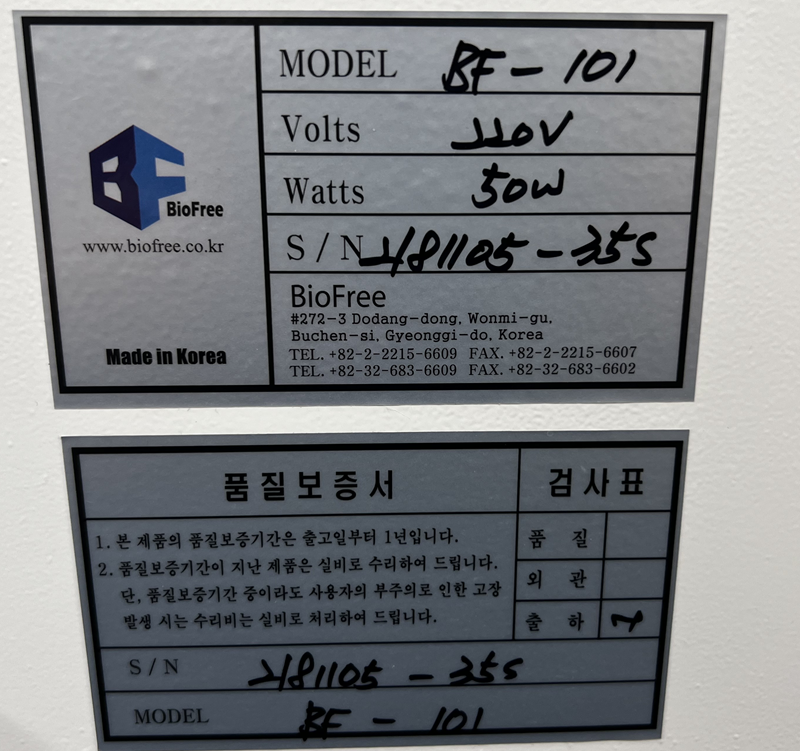 BF
BioFree
www.biofree.co.kr
Made in Korea
MODEL BF - 101
Volts 220V
Watts 50W
S / N
BioFree
#272-3 Dodang-dong, Wonmi-gu,
Buchen-si, Gyeonggi-do, Korea
TEL. +82-2-2215-6609 FAX. +82-2-2215-6607
TEL. +82-32-683-6609 FAX. +82-32-683-6602
품 질 보 증 서
검 사 표
1. 본 제품의 품질보증기간은 출고일부터 1년입니다.
2. 품질보증기간이 지난 제품은 실비로 수리하여 드립니다.
단, 품질보증기간 중이라도 사용자의 부주의로 인한 고장
발생 시는 수리비는 실비로 처리하여 드립니다.
품 질
외 관
출 하
S / N
MODEL BF - 101